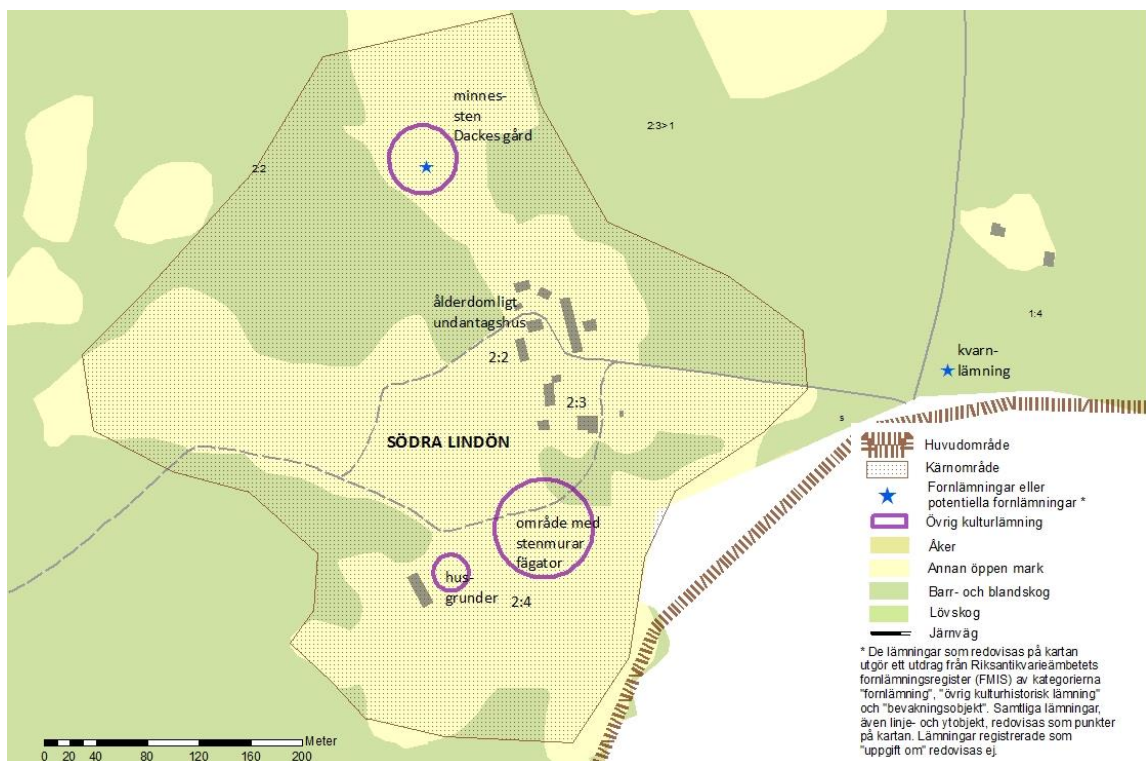 minnes-
sten
Dackes gård
2:3>1
2:2
ålderdomligt
undantagshus
2:2
1:4
kvarn-
lämning
2:3
s
SÖDRA LINDÖN
område med
stenmurar
fägator
hus-
grunder
2:4
Huvudområde
Kärnområde
Fornlämningar eller
potentiella fornlämningar *
Övrig kulturlämning
Åker
Annan öppen mark
Barr- och blandskog
Lövskog
Järnväg
* De lämningar som redovisas på kartan
utgör ett utdrag från Riksantikvarieämbetets
fornlämningsregister (FMIS) av kategorierna
"fornlämning", "övrig kulturhistorisk lämning"
och "bevakningsobjekt". Samtliga lämningar,
även linje- och ytobjekt, redovisas som punkter
på kartan. Lämningar registrerade som
"uppgift om" redovisas ej.
Meter
0 20 40 80 120 160 200